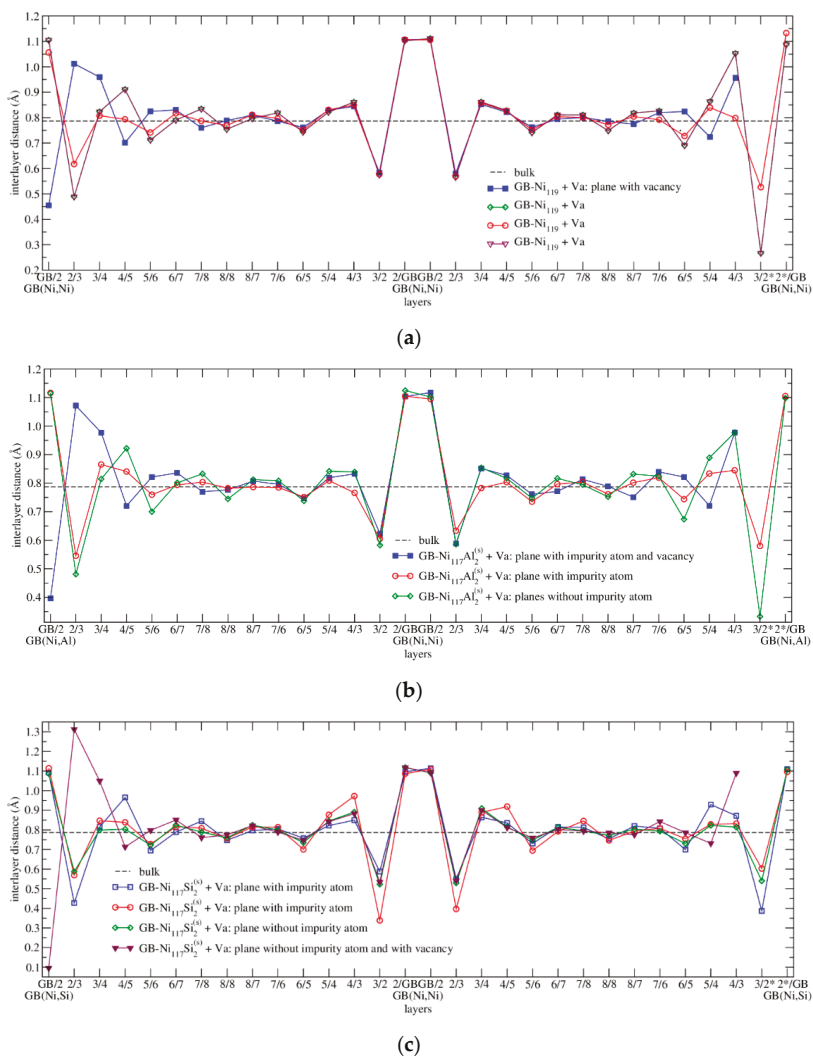 1.2
1.1
1.0
0.9
0.8
0.7
0.6
0.5
0.4
0.3
0.2
interlayer distance (Å)
bulk
GB-Ni119 + Va: plane with vacancy
GB-Ni119 + Va
GB-Ni119 + Va
GB-Ni119 + Va
GB/2 2/3 3/4 4/5 5/6 6/7 7/8 8/8 8/7 7/6 6/5 5/4 4/3 3/2 2/GB GB/2 2/3 3/4 4/5 5/6 6/7 7/8 8/8 8/7 7/6 6/5 5/4 4/3 3/2* 2*/GB
GB(Ni,Ni) GB(Ni,Ni) GB(Ni,Ni)
layers
(a)
1.2
1.1
1.0
0.9
0.8
0.7
0.6
0.5
0.4
interlayer distance (Å)
bulk
GB-Ni117Al2(s) + Va: plane with impurity atom and vacancy
GB-Ni117Al2(s) + Va: plane with impurity atom
GB-Ni117Al2(s) + Va: planes without impurity atom
GB/2 2/3 3/4 4/5 5/6 6/7 7/8 8/8 8/7 7/6 6/5 5/4 4/3 3/2 2/GB GB/2 2/3 3/4 4/5 5/6 6/7 7/8 8/8 8/7 7/6 6/5 5/4 4/3 3/2* 2*/GB
GB(Ni,Al) GB(Ni,Ni) GB(Ni,Al)
layers
(b)
1.3
1.2
1.1
1.0
0.9
0.8
0.7
0.6
0.5
0.4
0.3
0.2
0.1
interlayer distance (Å)
bulk
GB-Ni117Si2(s) + Va: plane with impurity atom
GB-Ni117Si2(s) + Va: plane with impurity atom
GB-Ni117Si2(s) + Va: plane without impurity atom
GB-Ni117Si2(s) + Va: plane without impurity atom and with vacancy
GB/2 2/3 3/4 4/5 5/6 6/7 7/8 8/8 8/7 7/6 6/5 5/4 4/3 3/2 2/GB GB/2 2/3 3/4 4/5 5/6 6/7 7/8 8/8 8/7 7/6 6/5 5/4 4/3 3/2* 2*/GB
GB(Ni,Si) GB(Ni,Ni) GB(Ni,Si)
layers
(c)